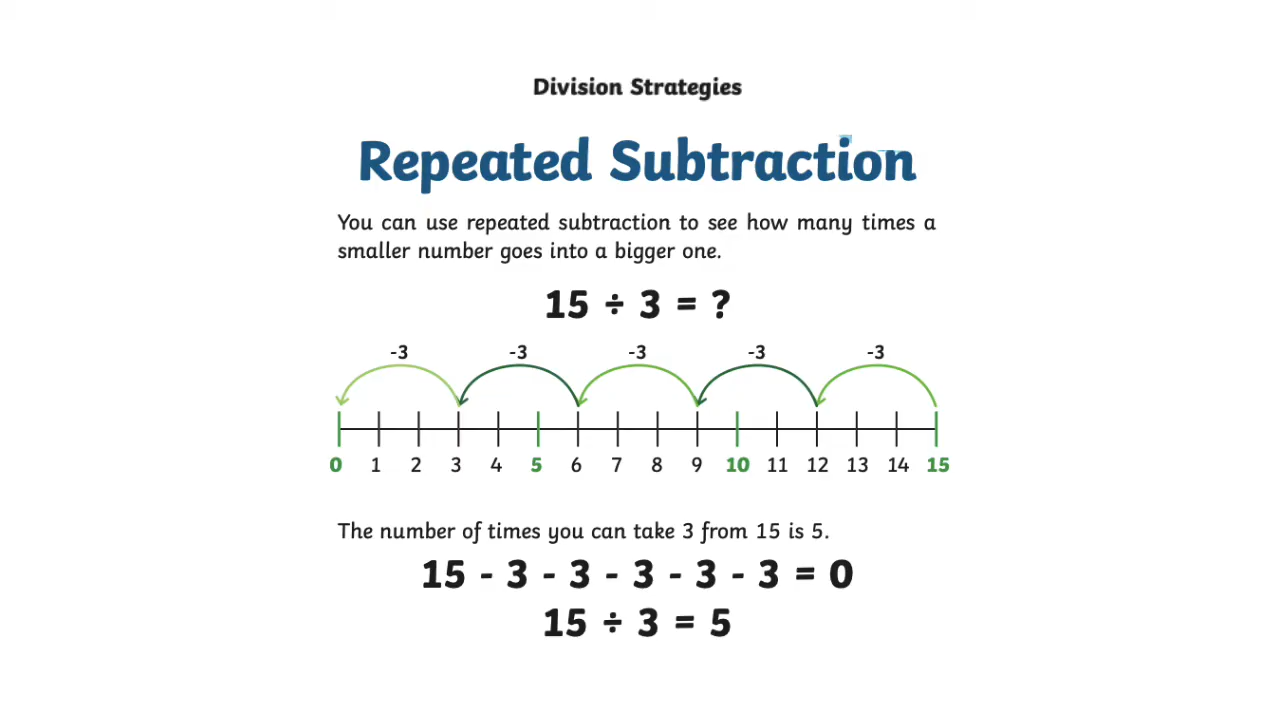 Division Strategies
Repeated Subtraction
You can use repeated subtraction to see how many times a
smaller number goes into a bigger one.
15 ÷ 3 = ?
-3 -3 -3 -3 -3
0 1 2 3 4 5 6 7 8 9 10 11 12 13 14 15
The number of times you can take 3 from 15 is 5.
15 - 3 - 3 - 3 - 3 - 3 = 0
15 ÷ 3 = 5